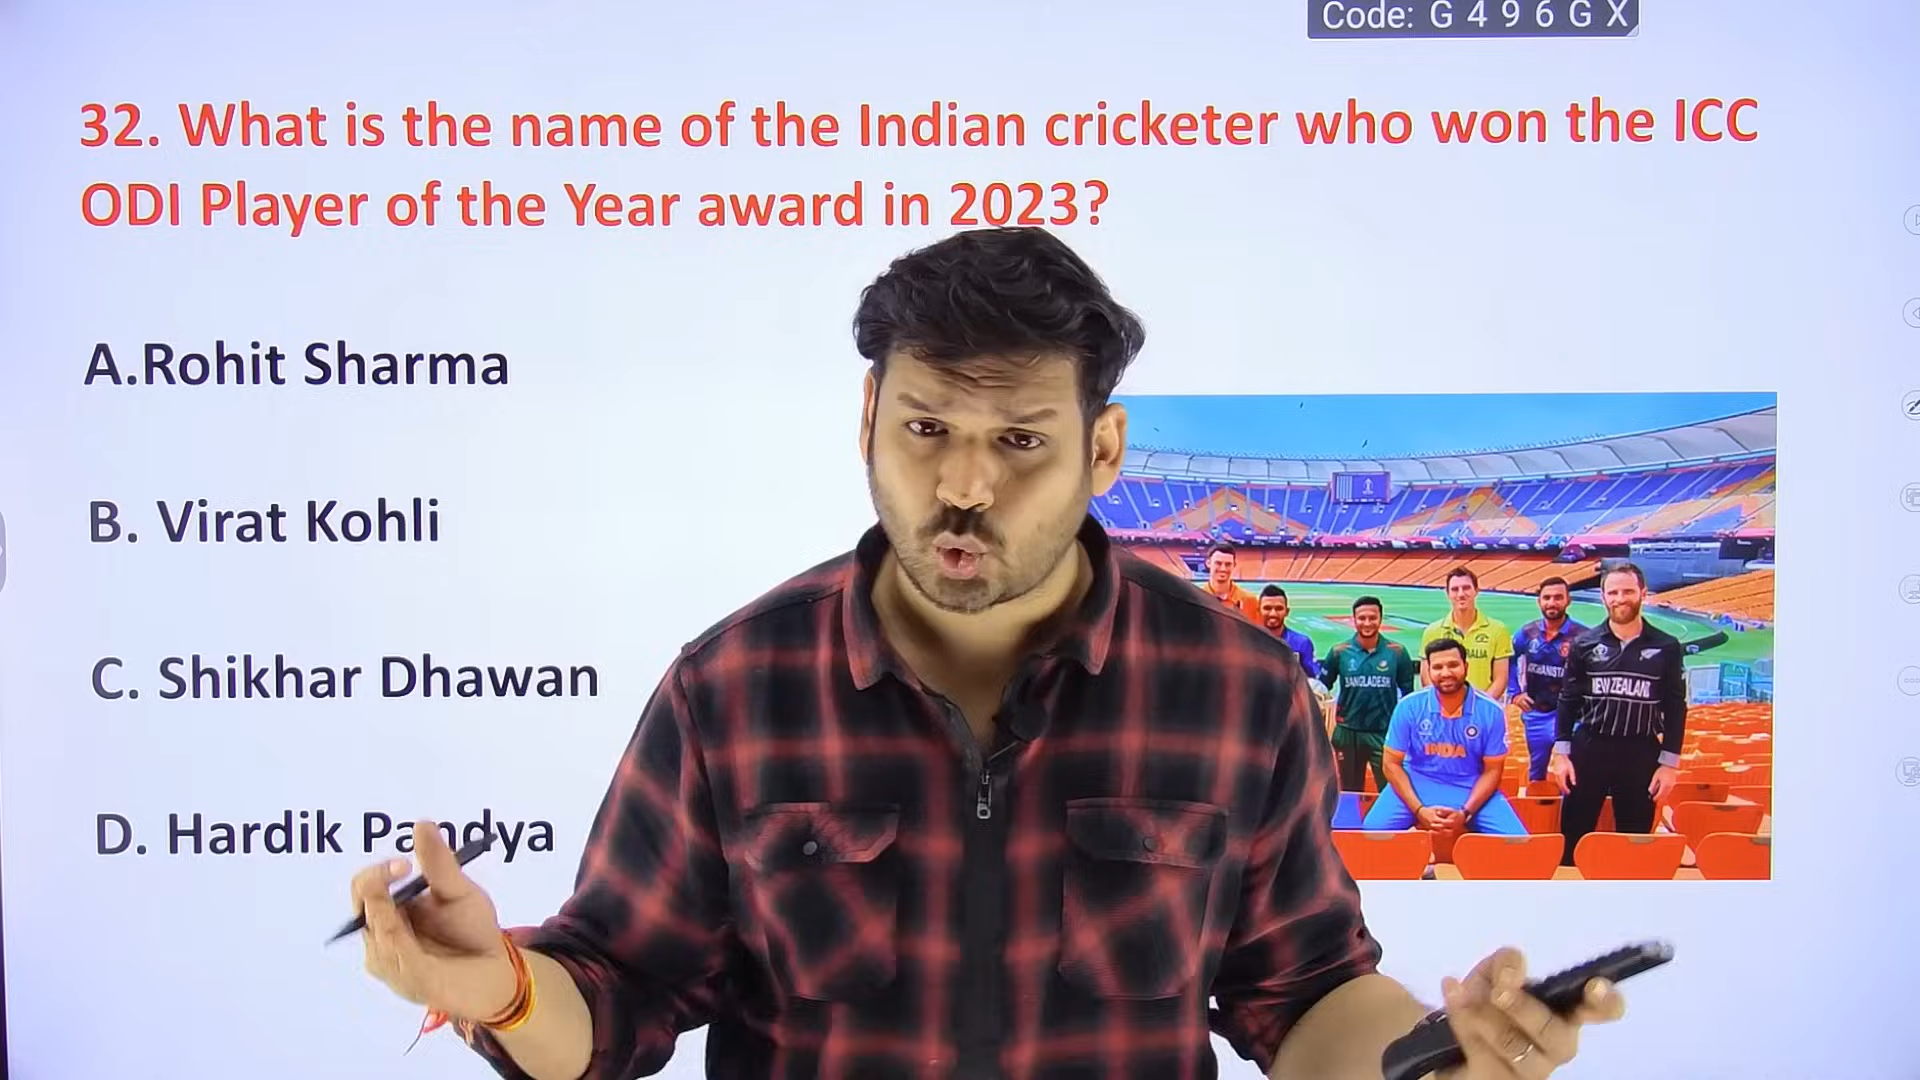 Code: G 4 9 6 G X
32. What is the name of the Indian cricketer who won the ICC
ODI Player of the Year award in 2023?
A.Rohit Sharma
B. Virat Kohli
C. Shikhar Dhawan
D. Hardik Pandya
BANGLADESH
INDIA
NEW ZEALAND